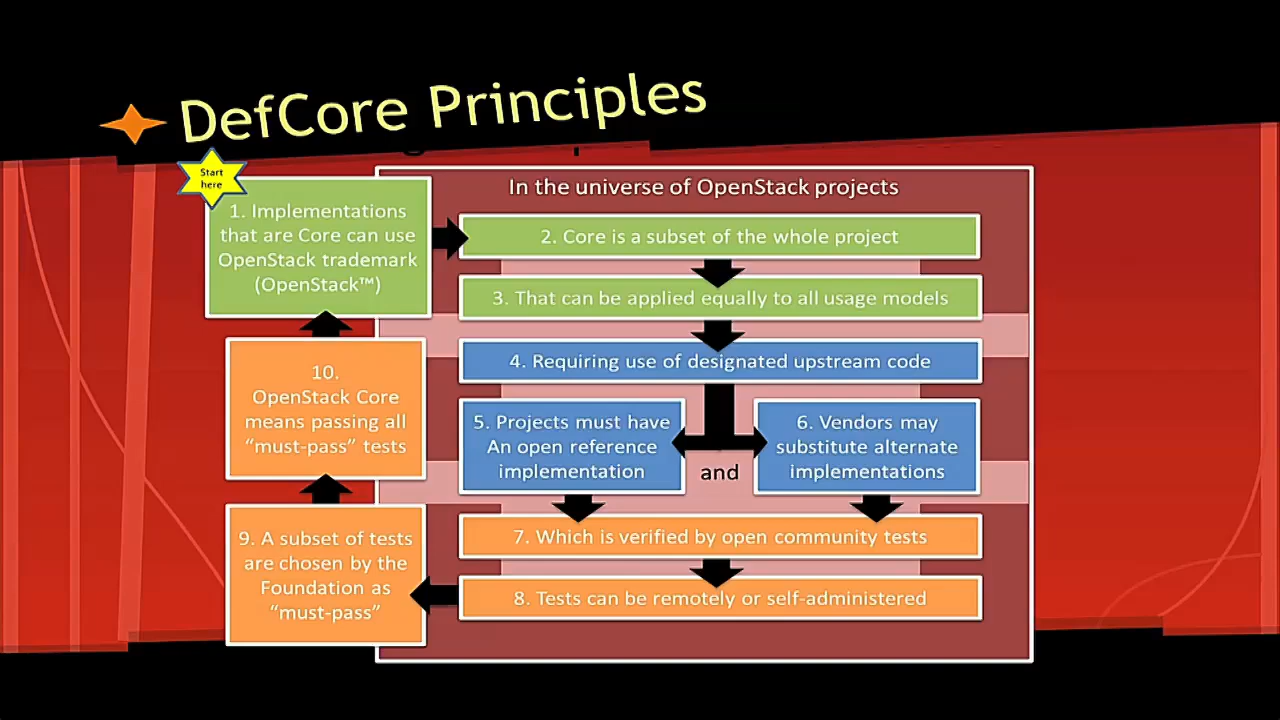 DefCore Principles
Start
here
In the universe of OpenStack projects
1. Implementations
that are Core can use
OpenStack trademark
(OpenStack™)
2. Core is a subset of the whole project
3. That can be applied equally to all usage models
4. Requiring use of designated upstream code
5. Projects must have
An open reference
implementation
and
6. Vendors may
substitute alternate
implementations
7. Which is verified by open community tests
8. Tests can be remotely or self-administered
9. A subset of tests
are chosen by the
Foundation as
“must-pass”
10.
OpenStack Core
means passing all
“must-pass” tests